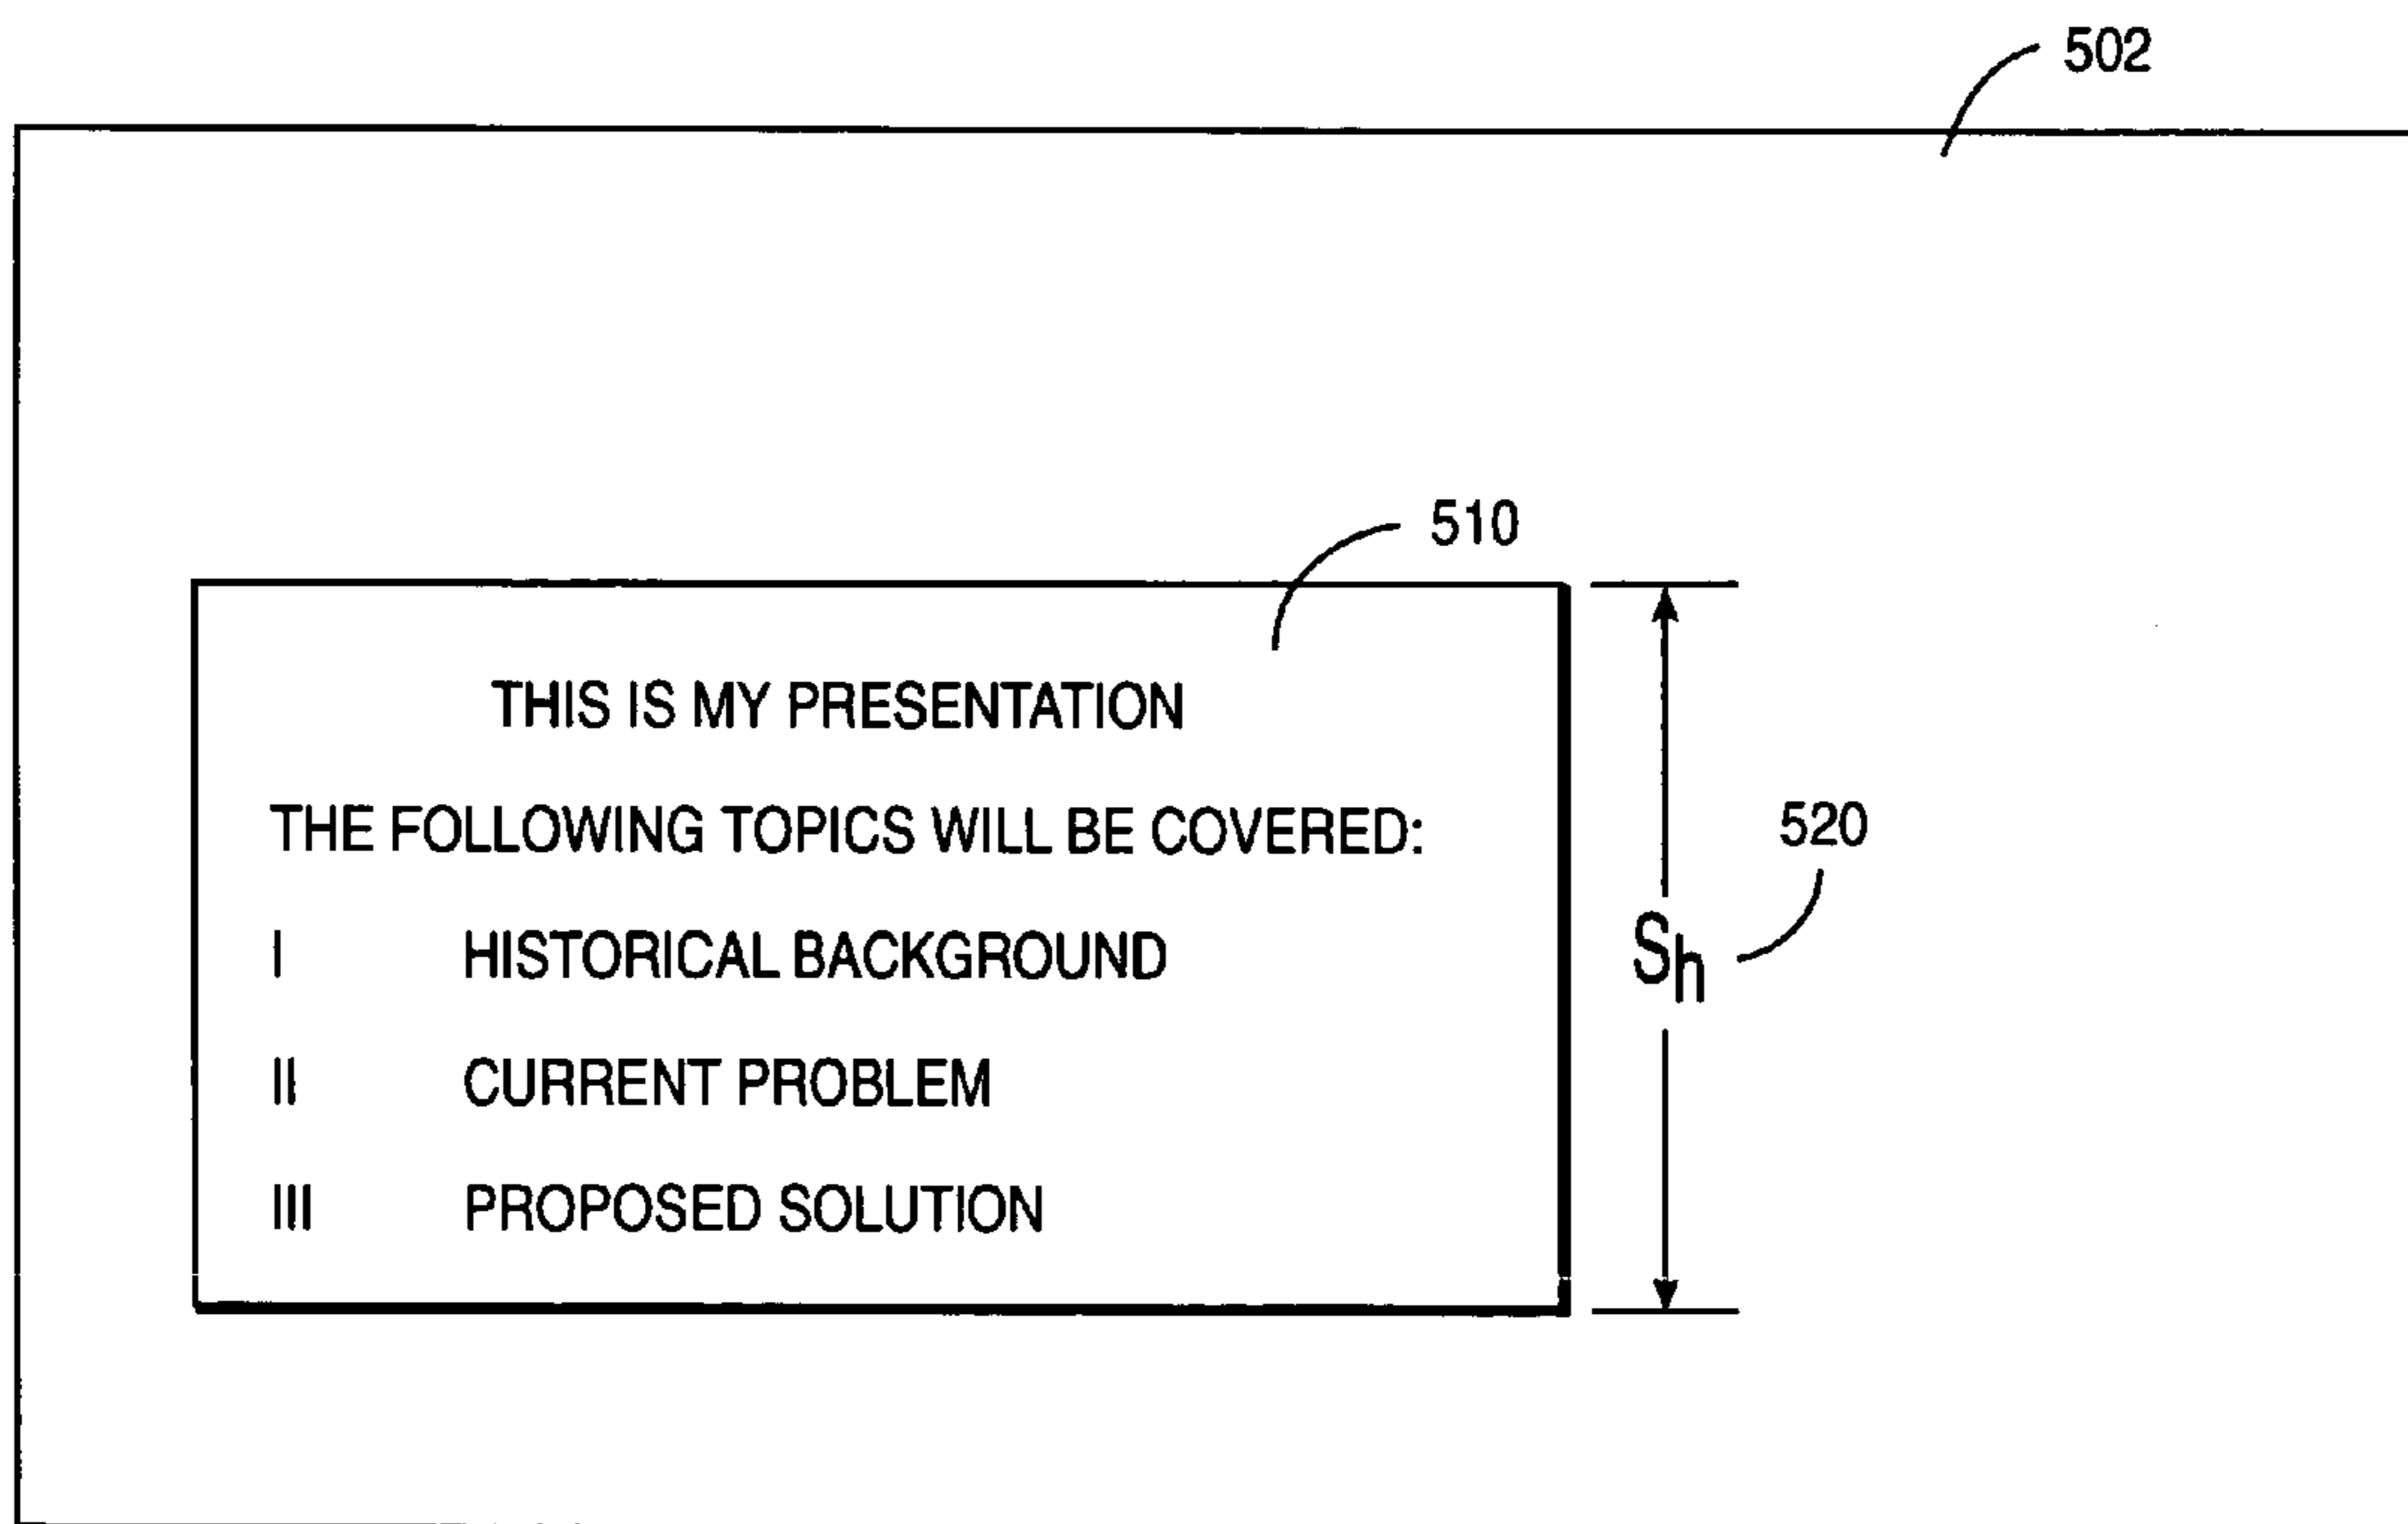 502
510
THIS IS MY PRESENTATION
THE FOLLOWING TOPICS WILL BE COVERED:
520
I HISTORICAL BACKGROUND
Sh
II CURRENT PROBLEM
III PROPOSED SOLUTION